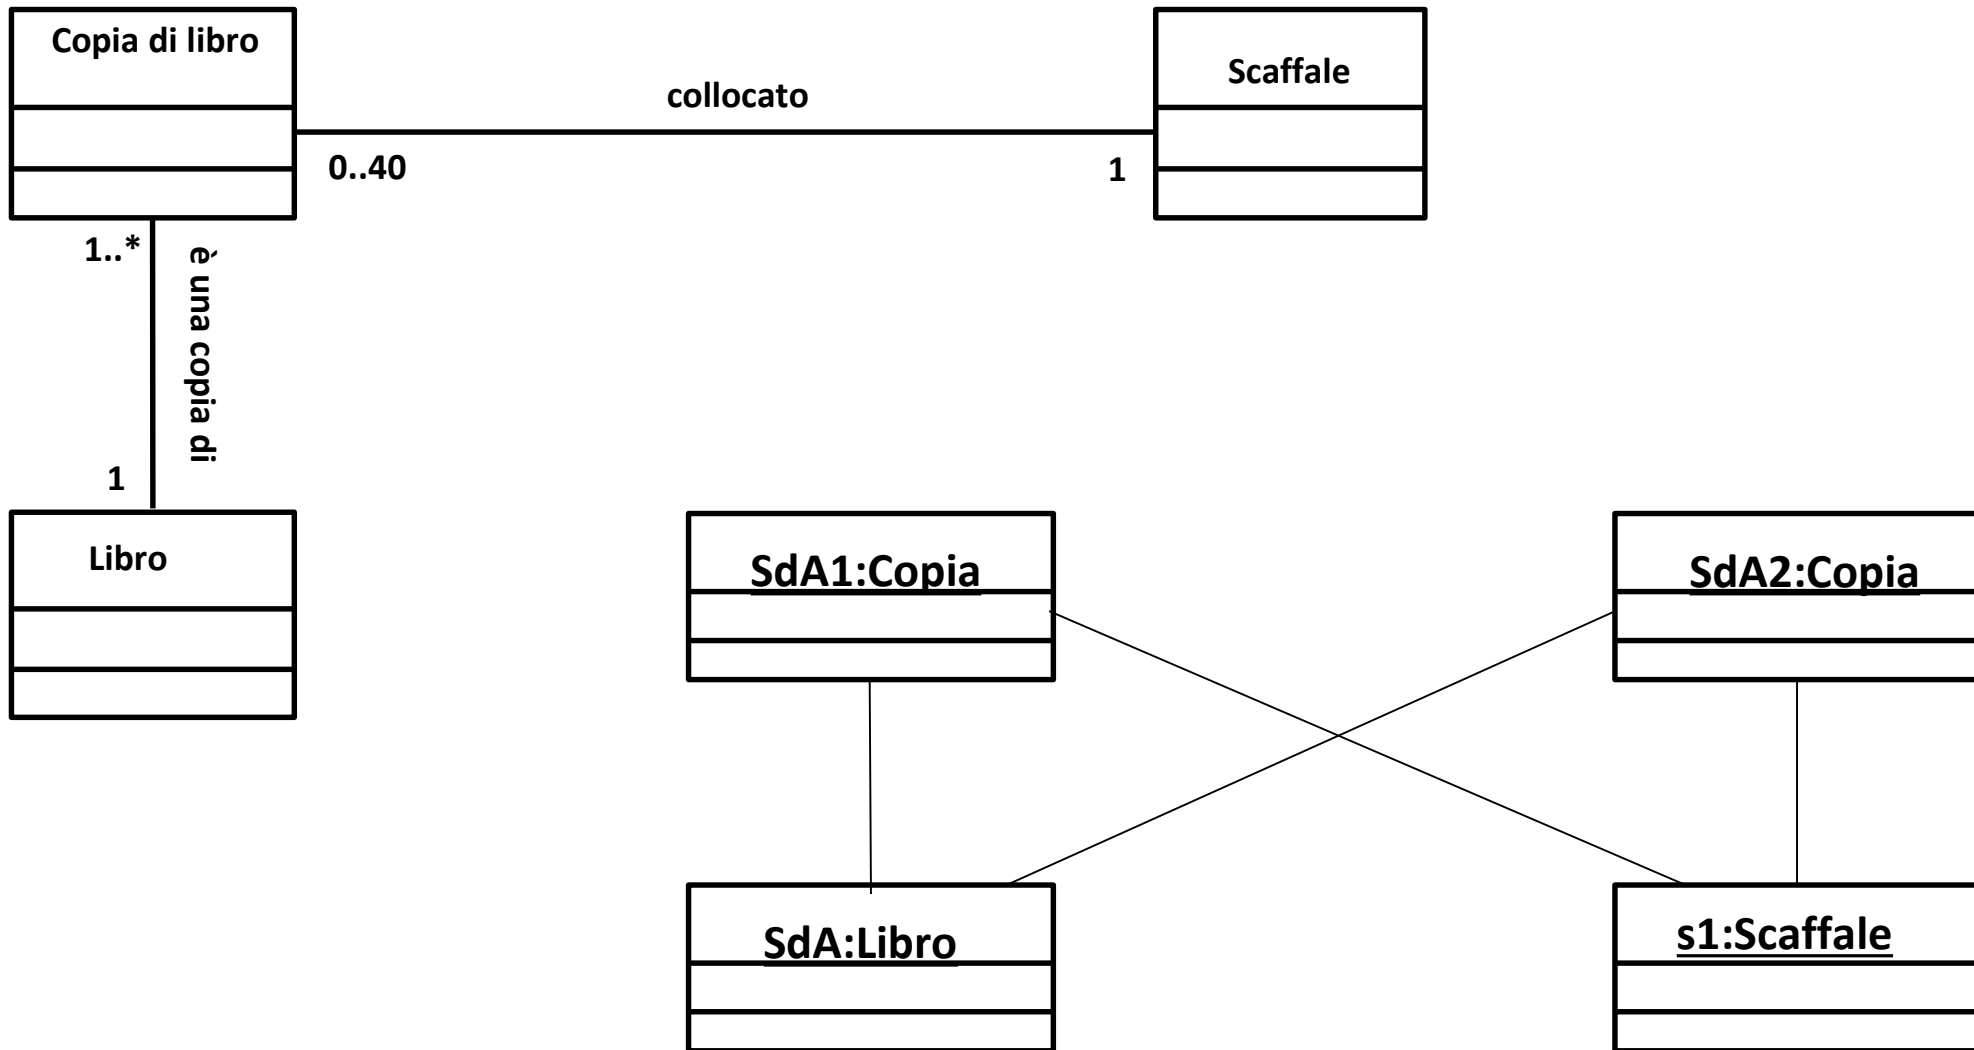 Copia di libro
Scaffale
collocato
0..40
1
1..*
è una copia di
1
Libro
SdA1:Copia
SdA2:Copia
SdA:Libro
s1:Scaffale